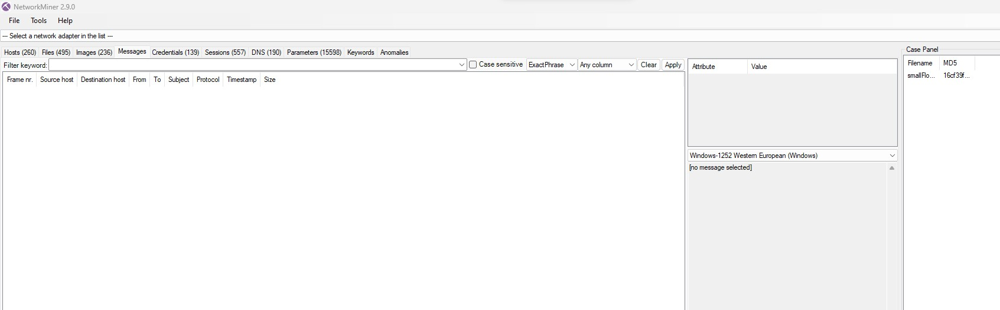 NetworkMiner 2.9.0
File Tools Help
--- Select a network adapter in the list ---
Hosts (260) Files (495) Images (236) Messages Credentials (139) Sessions (557) DNS (190) Parameters (15598) Keywords Anomalies
Filter keyword: Case sensitive ExactPhrase Any column Clear Apply
Frame nr. Source host Destination host From To Subject Protocol Timestamp Size
Attribute Value
Windows-1252 Western European (Windows)
[no message selected]
Case Panel
Filename MD5
smallFlo... 16cf39f...